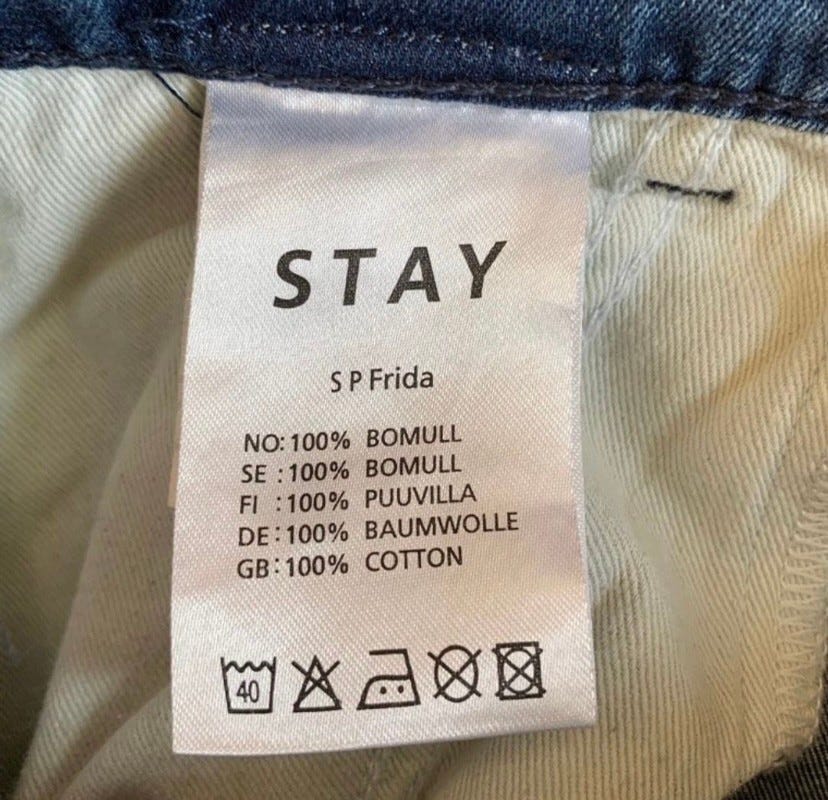 STAY
S P Frida
NO: 100% BOMULL
SE : 100% BOMULL
FI : 100% PUUVILLA
DE: 100% BAUMWOLLE
GB: 100% COTTON
40